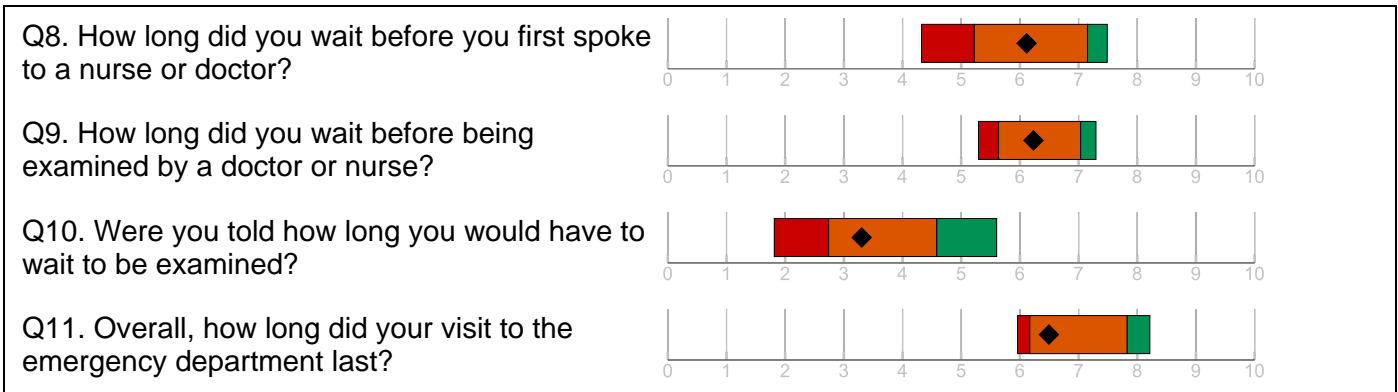 Q8. How long did you wait before you first spoke
to a nurse or doctor?
0 1 2 3 4 5 6 7 8 9 10
Q9. How long did you wait before being
examined by a doctor or nurse?
0 1 2 3 4 5 6 7 8 9 10
Q10. Were you told how long you would have to
wait to be examined?
0 1 2 3 4 5 6 7 8 9 10
Q11. Overall, how long did your visit to the
emergency department last?
0 1 2 3 4 5 6 7 8 9 10